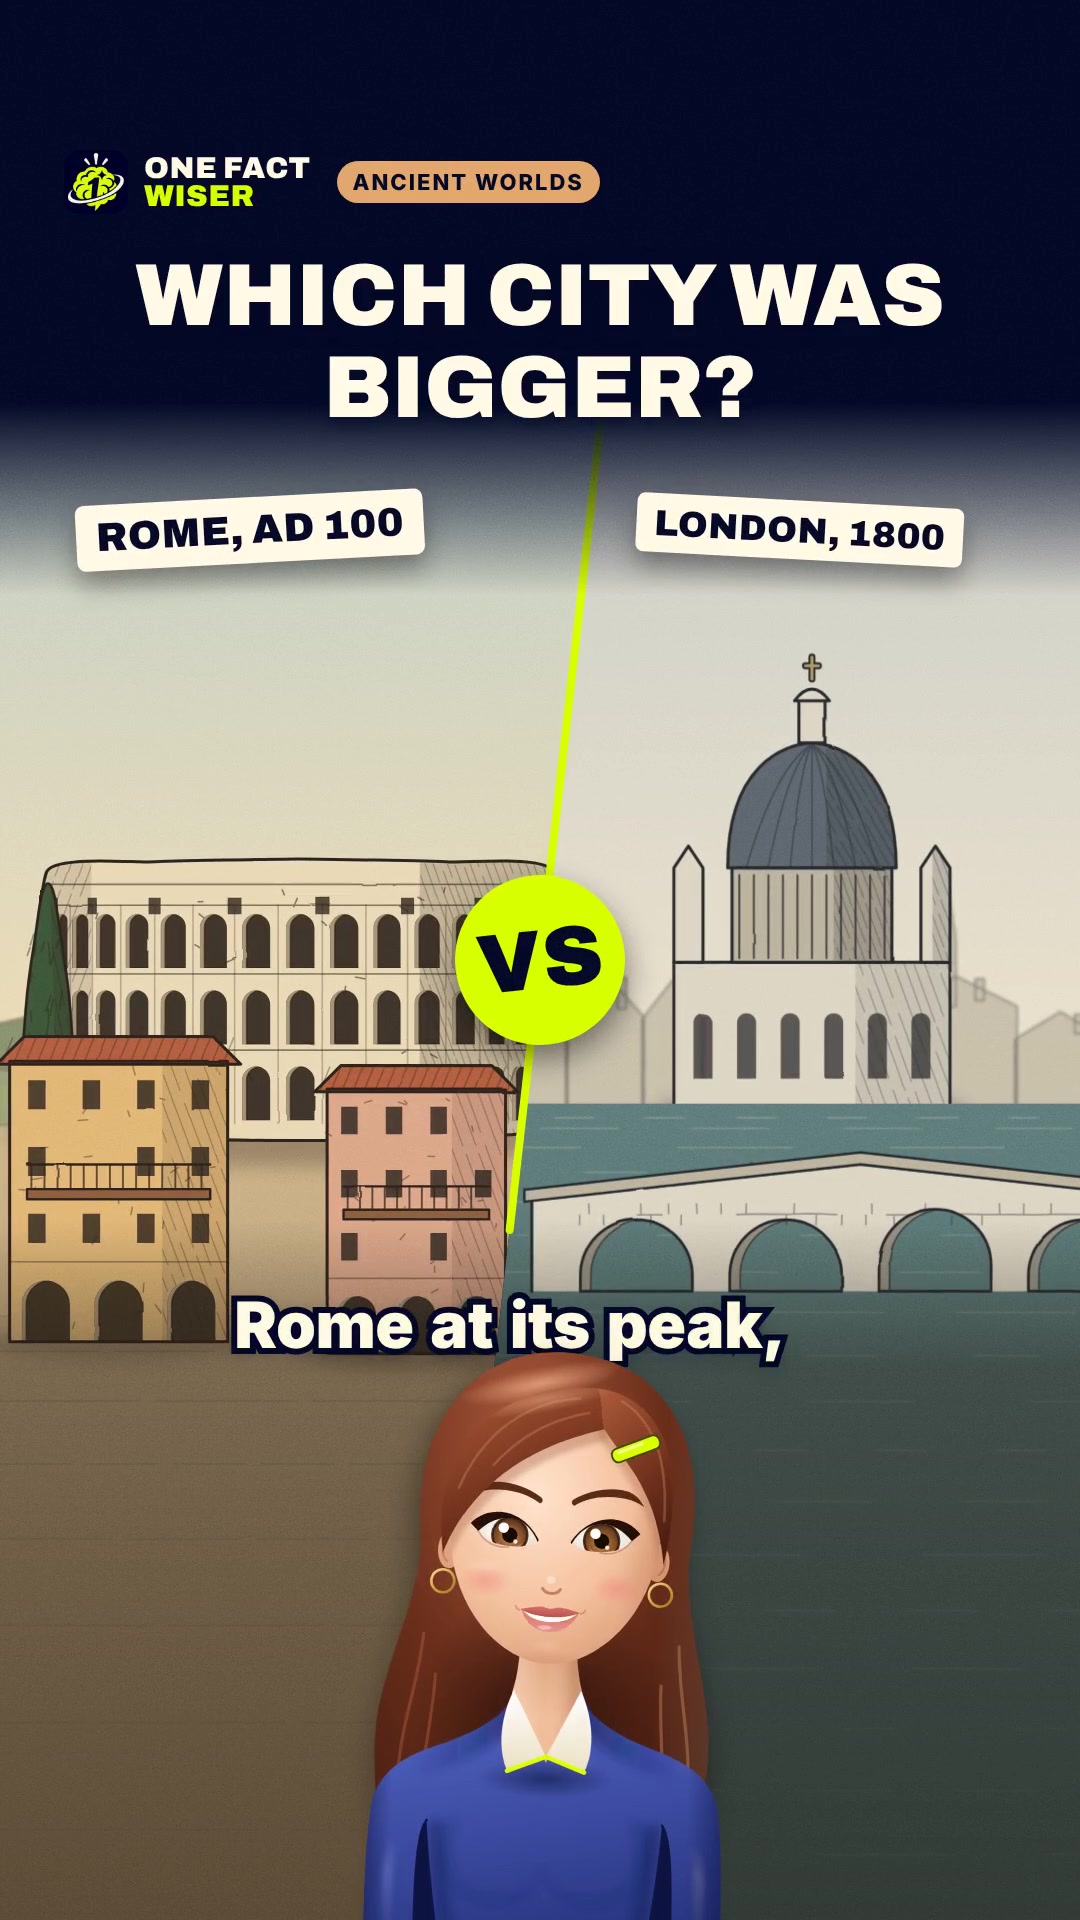 ONE FACT
WISER
ANCIENT WORLDS
WHICH CITY WAS
BIGGER?
ROME, AD 100
LONDON, 1800
VS
Rome at its peak,